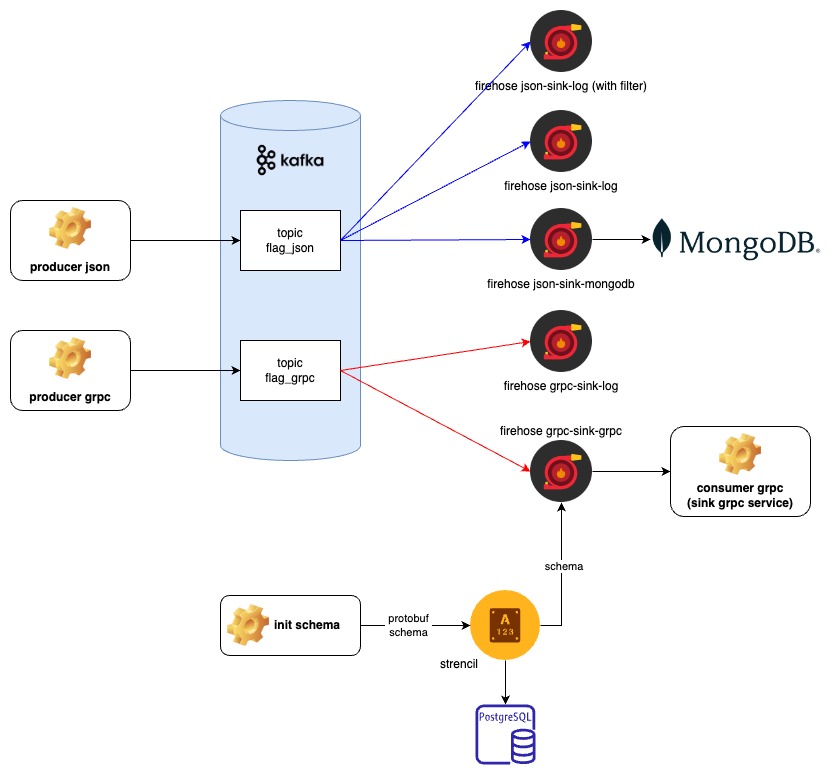 firehose json-sink-log (with filter)
kafka
firehose json-sink-log
producer json
topic
flag_json
MongoDB®
firehose json-sink-mongodb
producer grpc
topic
flag_grpc
firehose grpc-sink-log
firehose grpc-sink-grpc
consumer grpc
(sink grpc service)
schema
init schema
protobuf
schema
A
123
strencil
PostgreSQL